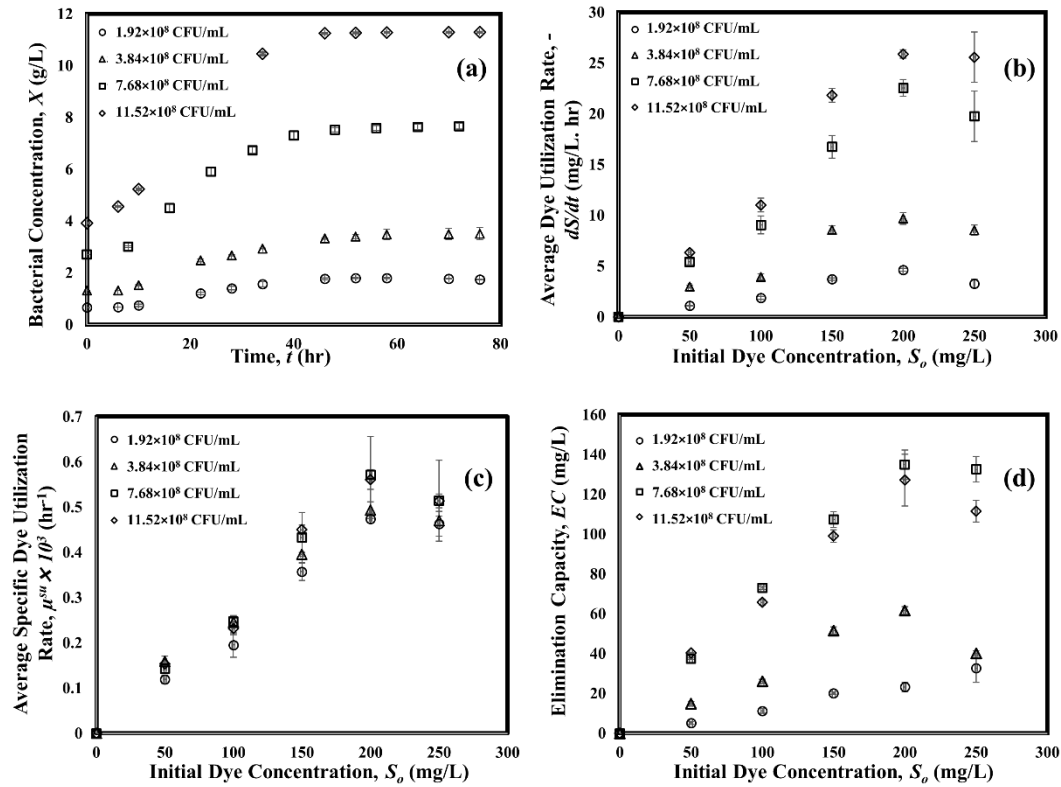 1.92×10⁸ CFU/mL
3.84×10⁸ CFU/mL
7.68×10⁸ CFU/mL
11.52×10⁸ CFU/mL
(a)
Bacterial Concentration, X (g/L)
12
10
8
6
4
2
0
0 20 40 60 80
Time, t (hr)
1.92×10⁸ CFU/mL
3.84×10⁸ CFU/mL
7.68×10⁸ CFU/mL
11.52×10⁸ CFU/mL
(b)
Average Dye Utilization Rate, -
dS/dt (mg/L. hr)
30
25
20
15
10
5
0
0 50 100 150 200 250 300
Initial Dye Concentration, Sₒ (mg/L)
1.92×10⁸ CFU/mL
3.84×10⁸ CFU/mL
7.68×10⁸ CFU/mL
11.52×10⁸ CFU/mL
(c)
Average Specific Dye Utilization
Rate, μˢᵘ × 10³ (hr⁻¹)
0.7
0.6
0.5
0.4
0.3
0.2
0.1
0
0 50 100 150 200 250 300
Initial Dye Concentration, Sₒ (mg/L)
1.92×10⁸ CFU/mL
3.84×10⁸ CFU/mL
7.68×10⁸ CFU/mL
11.52×10⁸ CFU/mL
(d)
Elimination Capacity, EC (mg/L)
160
140
120
100
80
60
40
20
0
0 50 100 150 200 250 300
Initial Dye Concentration, Sₒ (mg/L)